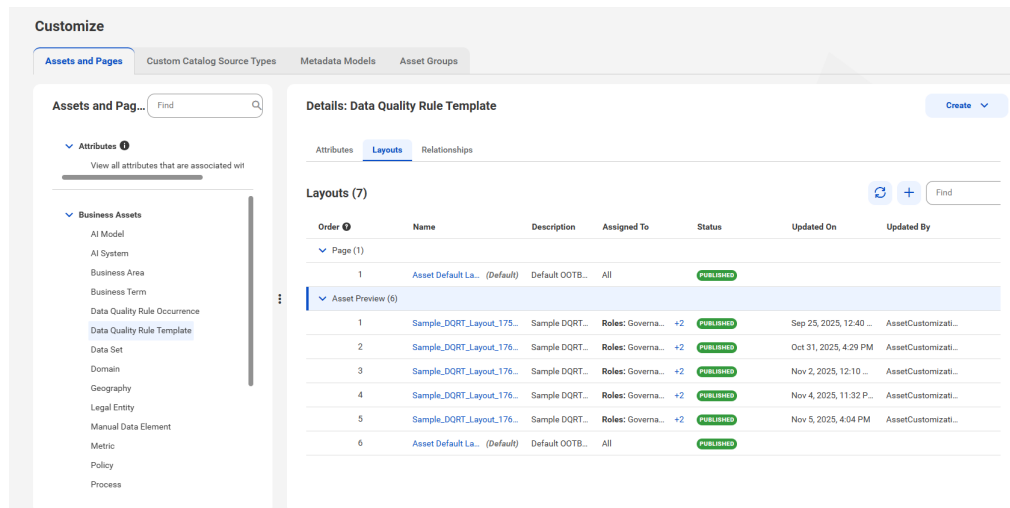 Customize
Assets and Pages Custom Catalog Source Types Metadata Models Asset Groups
Assets and Pag... Find
Attributes
View all attributes that are associated wit
Business Assets
AI Model
AI System
Business Area
Business Term
Data Quality Rule Occurrence
Data Quality Rule Template
Data Set
Domain
Geography
Legal Entity
Manual Data Element
Metric
Policy
Process
Details: Data Quality Rule Template Create
Attributes Layouts Relationships
Layouts (7) Find
Order Name Description Assigned To Status Updated On Updated By
Page (1)
1 Asset Default La... (Default) Default OOTB... All PUBLISHED
Asset Preview (6)
1 Sample_DQRT_Layout_175... Sample DQRT... Roles: Governa... +2 PUBLISHED Sep 25, 2025, 12:40 ... AssetCustomizati...
2 Sample_DQRT_Layout_176... Sample DQRT... Roles: Governa... +2 PUBLISHED Oct 31, 2025, 4:29 PM AssetCustomizati...
3 Sample_DQRT_Layout_176... Sample DQRT... Roles: Governa... +2 PUBLISHED Nov 2, 2025, 12:10 ... AssetCustomizati...
4 Sample_DQRT_Layout_176... Sample DQRT... Roles: Governa... +2 PUBLISHED Nov 4, 2025, 11:32 P... AssetCustomizati...
5 Sample_DQRT_Layout_176... Sample DQRT... Roles: Governa... +2 PUBLISHED Nov 5, 2025, 4:04 PM AssetCustomizati...
6 Asset Default La... (Default) Default OOTB... All PUBLISHED